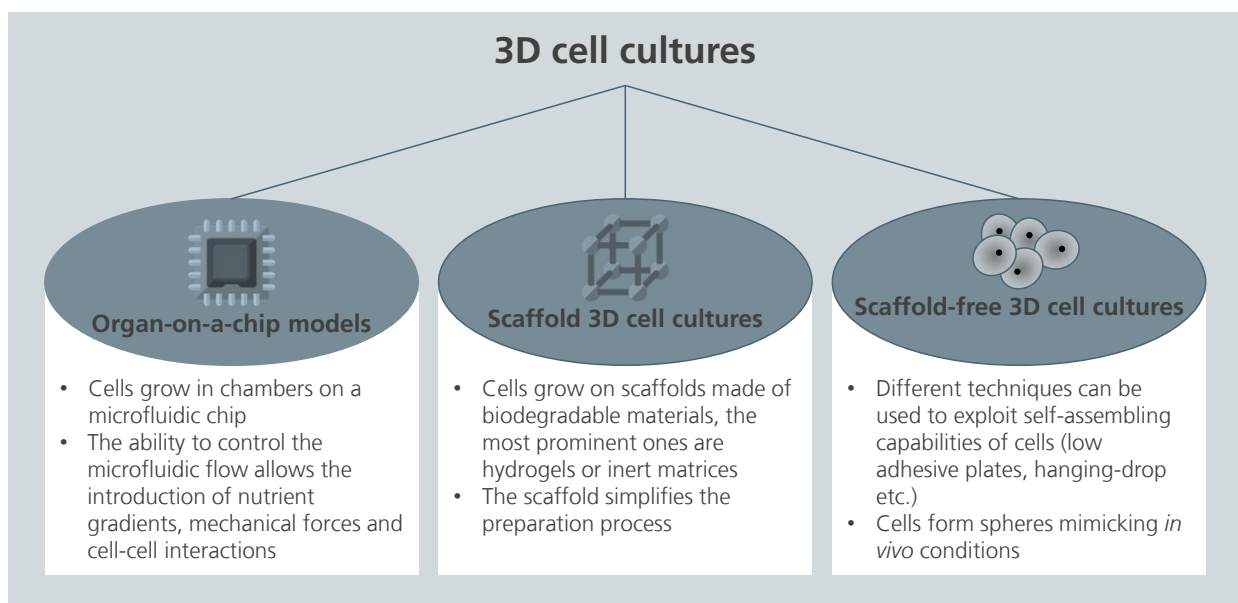 3D cell cultures
Organ-on-a-chip models
• Cells grow in chambers on a
microfluidic chip
• The ability to control the
microfluidic flow allows the
introduction of nutrient
gradients, mechanical forces and
cell-cell interactions
Scaffold 3D cell cultures
• Cells grow on scaffolds made of
biodegradable materials, the
most prominent ones are
hydrogels or inert matrices
• The scaffold simplifies the
preparation process
Scaffold-free 3D cell cultures
• Different techniques can be
used to exploit self-assembling
capabilities of cells (low
adhesive plates, hanging-drop
etc.)
• Cells form spheres mimicking in
vivo conditions